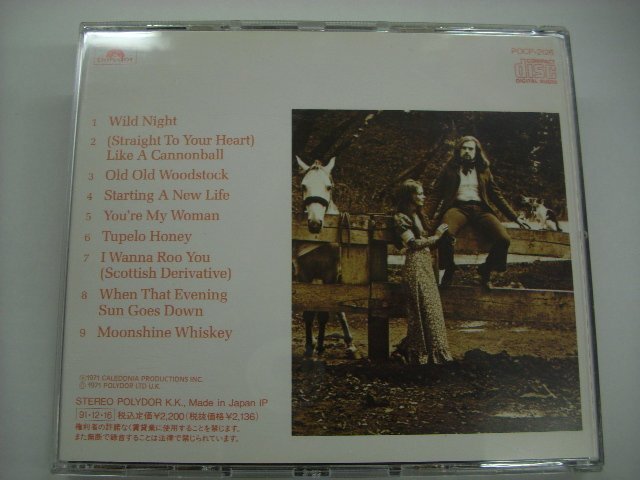 polydor
POCP-2126
COMPACT
disc
DIGITAL AUDIO
1 Wild Night
2 (Straight To Your Heart)
Like A Cannonball
3 Old Old Woodstock
4 Starting A New Life
5 You're My Woman
6 Tupelo Honey
7 I Wanna Roo You
(Scottish Derivative)
8 When That Evening
Sun Goes Down
9 Moonshine Whiskey
Ⓟ1971 CALEDONIA PRODUCTIONS INC.
© 1971 POLYDOR LTD U.K.
STEREO POLYDOR K.K., Made in Japan IP
91・12・16 税込定価¥2,200(税抜価格¥2,136)
権利者の許諾なく賃貸業に使用することを禁じます。
また無断で録音することは法律で禁じられています。